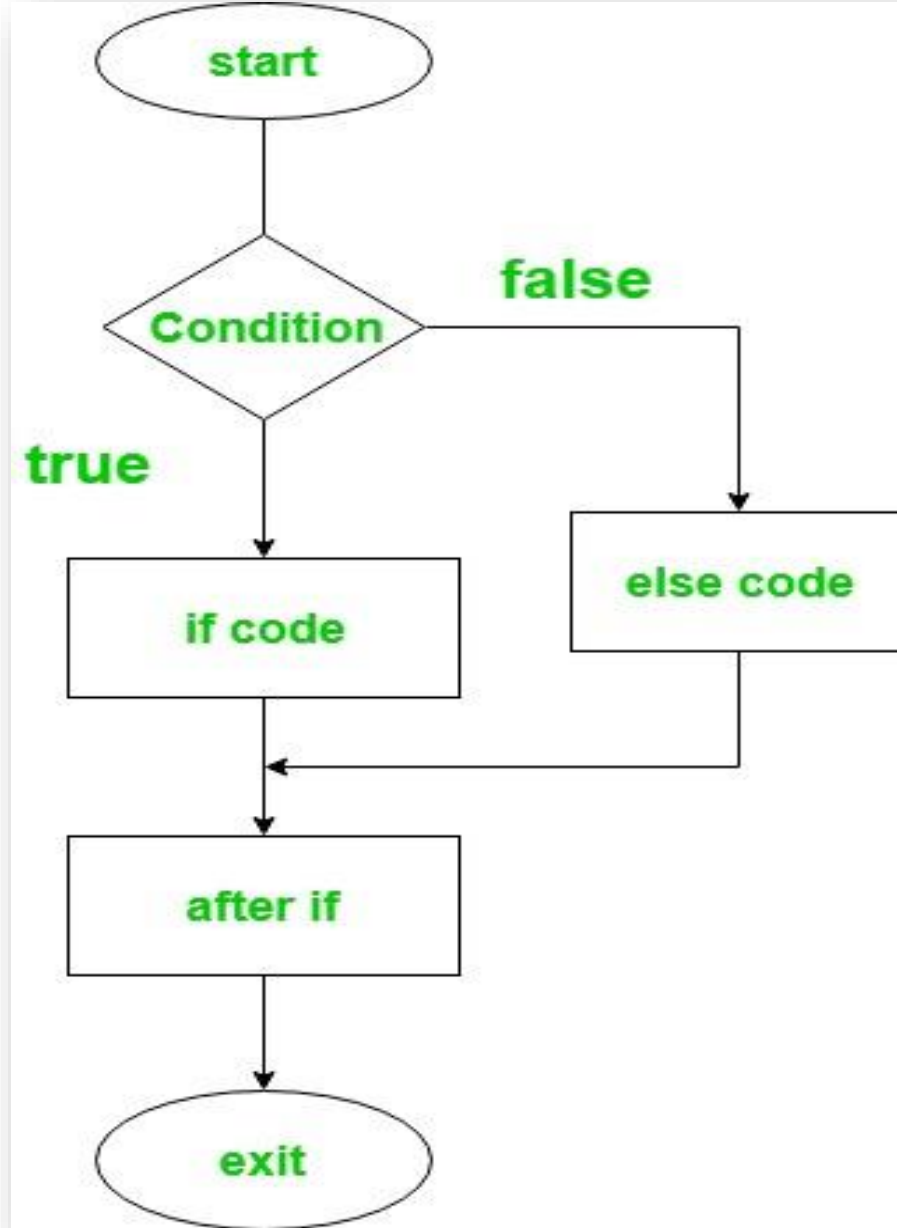 start
Condition
false
true
if code
else code
after if
exit